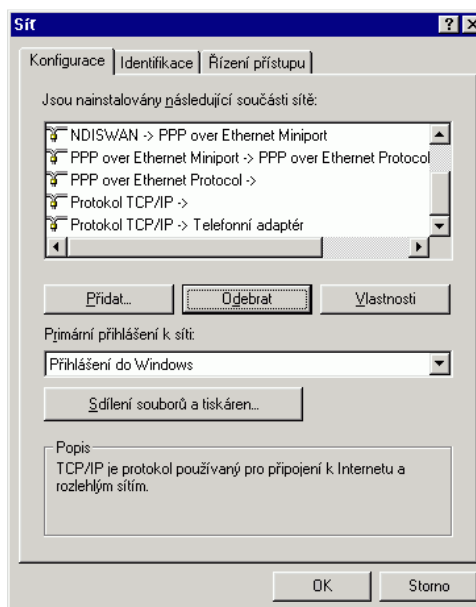 Síť
Konfigurace Identifikace Řízení přístupu
Jsou nainstalovány následující součásti sítě:
NDISWAN -> PPP over Ethernet Miniport
PPP over Ethernet Miniport -> PPP over Ethernet Protocol
PPP over Ethernet Protocol ->
Protokol TCP/IP ->
Protokol TCP/IP -> Telefonní adaptér
Přidat... Odebrat Vlastnosti
Primární přihlášení k síti:
Přihlášení do Windows
Sdílení souborů a tiskáren...
Popis
TCP/IP je protokol používaný pro připojení k Internetu a
rozlehlým sítím.
OK Storno